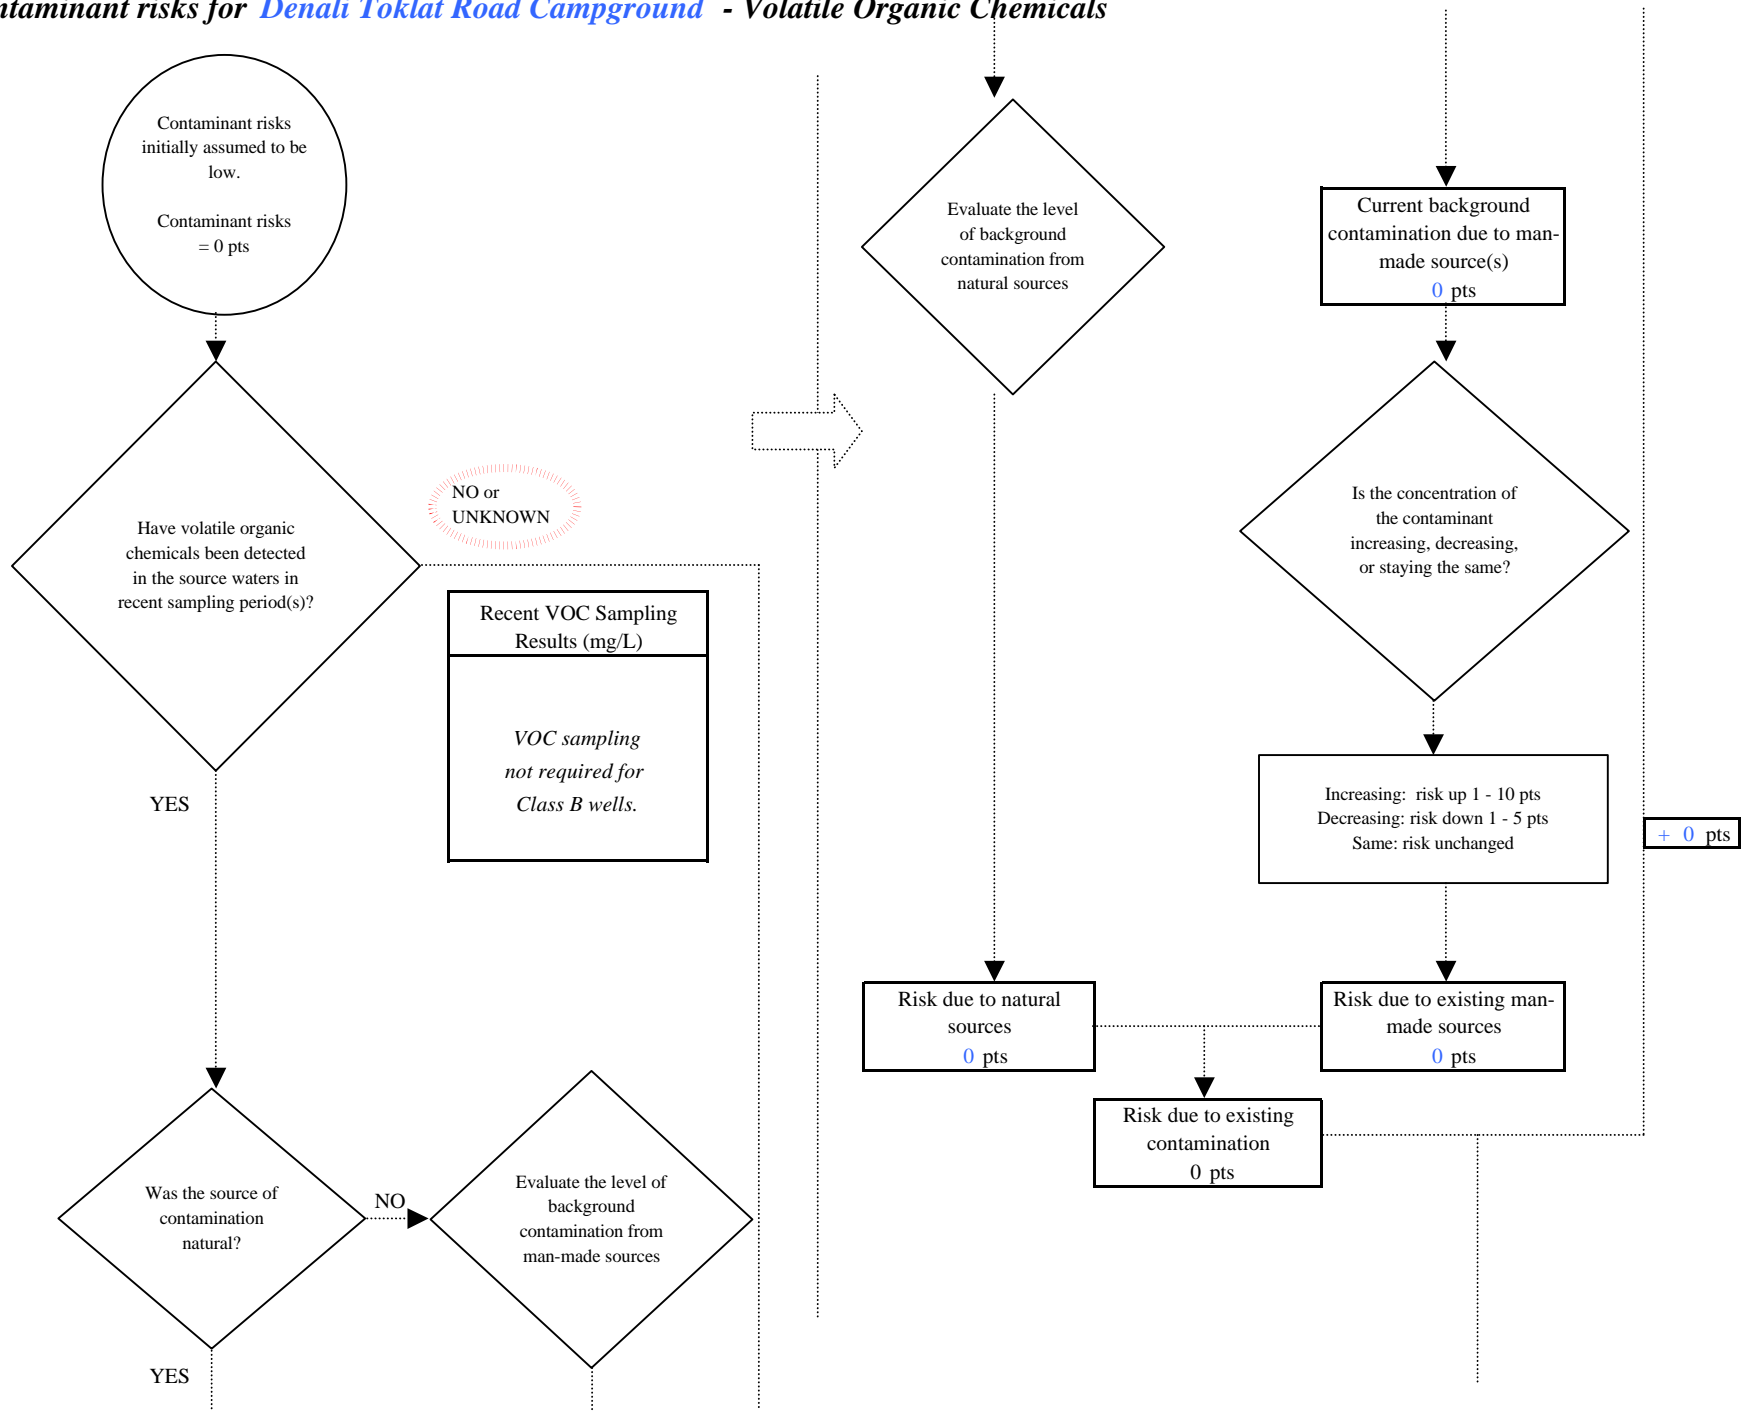 ntaminant risks for Denali Toklat Road Campground - Volatile Organic Chemicals
Contaminant risks
initially assumed to be
low.
Contaminant risks
= 0 pts
Have volatile organic
chemicals been detected
in the source waters in
recent sampling period(s)?
NO or
UNKNOWN
Recent VOC Sampling
Results (mg/L)
VOC sampling
not required for
Class B wells.
YES
Was the source of
contamination
natural?
NO
Evaluate the level of
background
contamination from
man-made sources
YES
Evaluate the level
of background
contamination from
natural sources
Current background
contamination due to man-
made source(s)
0 pts
Is the concentration of
the contaminant
increasing, decreasing,
or staying the same?
Increasing: risk up 1 - 10 pts
Decreasing: risk down 1 - 5 pts
Same: risk unchanged
+ 0 pts
Risk due to natural
sources
0 pts
Risk due to existing man-
made sources
0 pts
Risk due to existing
contamination
0 pts